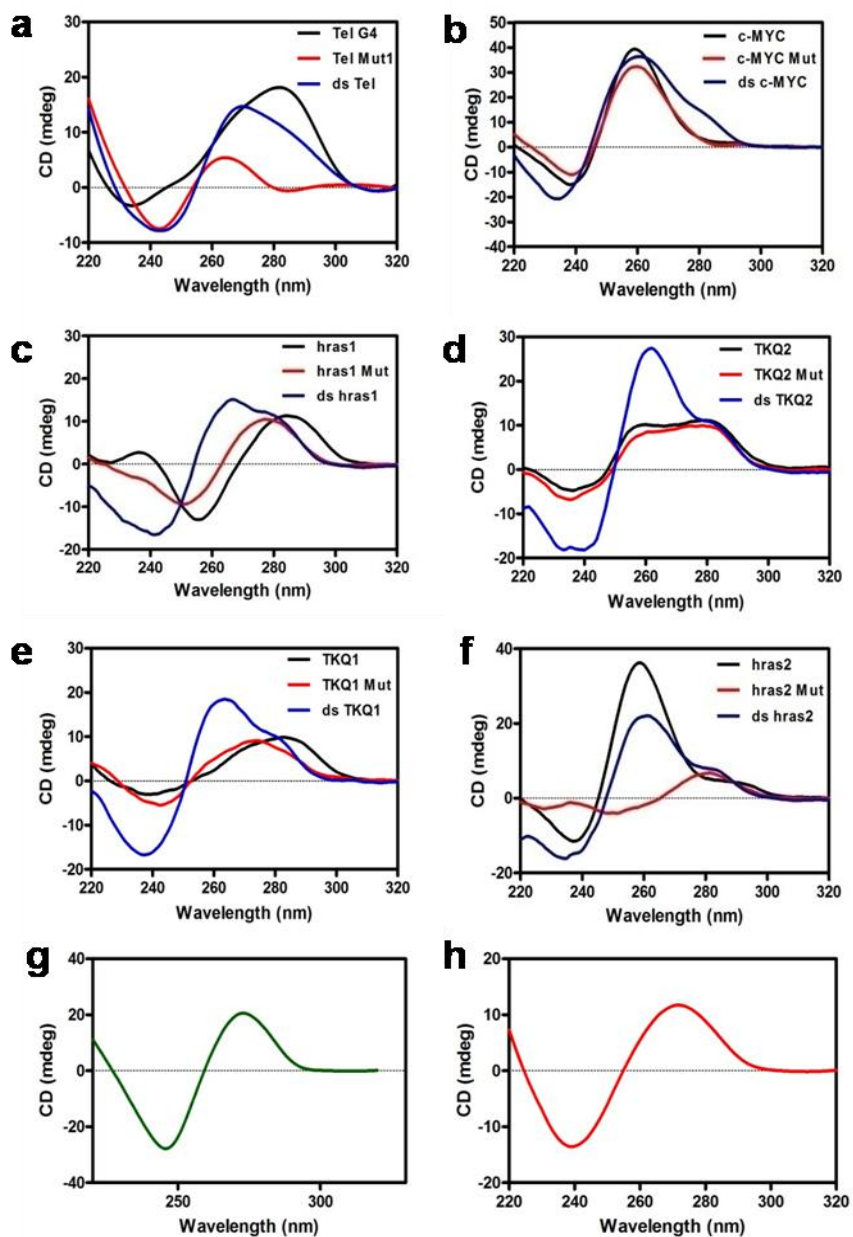 a
CD (mdeg)
30
20
10
0
-10
220 240 260 280 300 320
Wavelength (nm)
Tel G4
Tel Mut1
ds Tel
b
CD (mdeg)
50
40
30
20
10
0
-10
-20
-30
-40
220 240 260 280 300 320
Wavelength (nm)
c-MYC
c-MYC Mut
ds c-MYC
c
CD (mdeg)
30
20
10
0
-10
-20
220 240 260 280 300 320
Wavelength (nm)
hras1
hras1 Mut
ds hras1
d
CD (mdeg)
30
20
10
0
-10
-20
220 240 260 280 300 320
Wavelength (nm)
TKQ2
TKQ2 Mut
ds TKQ2
e
CD (mdeg)
30
20
10
0
-10
-20
220 240 260 280 300 320
Wavelength (nm)
TKQ1
TKQ1 Mut
ds TKQ1
f
CD (mdeg)
40
20
0
-20
220 240 260 280 300 320
Wavelength (nm)
hras2
hras2 Mut
ds hras2
g
CD (mdeg)
40
20
0
-20
-40
250 300
Wavelength (nm)
h
CD (mdeg)
20
10
0
-10
-20
220 240 260 280 300 320
Wavelength (nm)